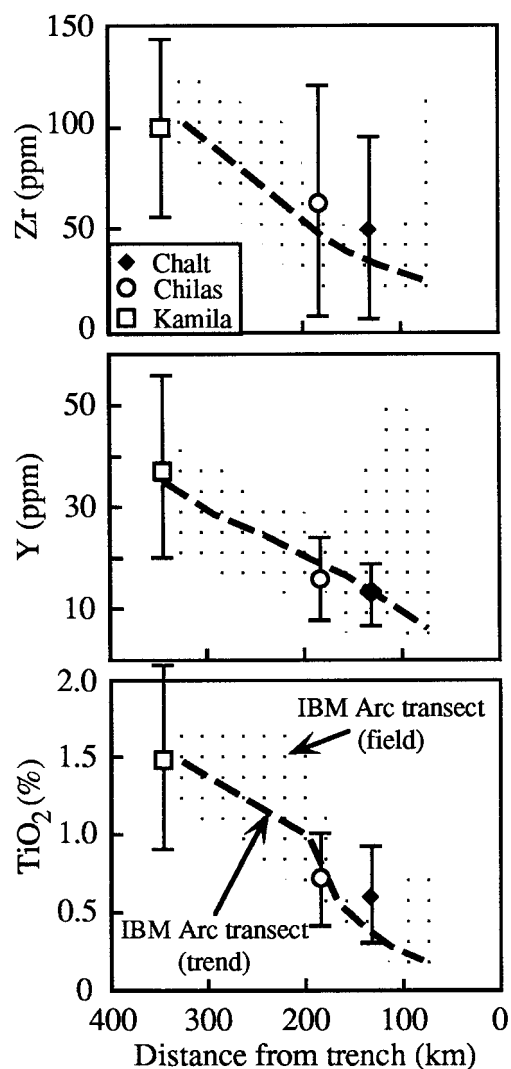 150
100
50
0
Zr (ppm)
Chalt
Chilas
Kamila
50
30
10
Y (ppm)
2.0
1.5
1.0
0.5
0
TiO2 (%)
IBM Arc transect
(field)
IBM Arc transect
(trend)
400 300 200 100 0
Distance from trench (km)